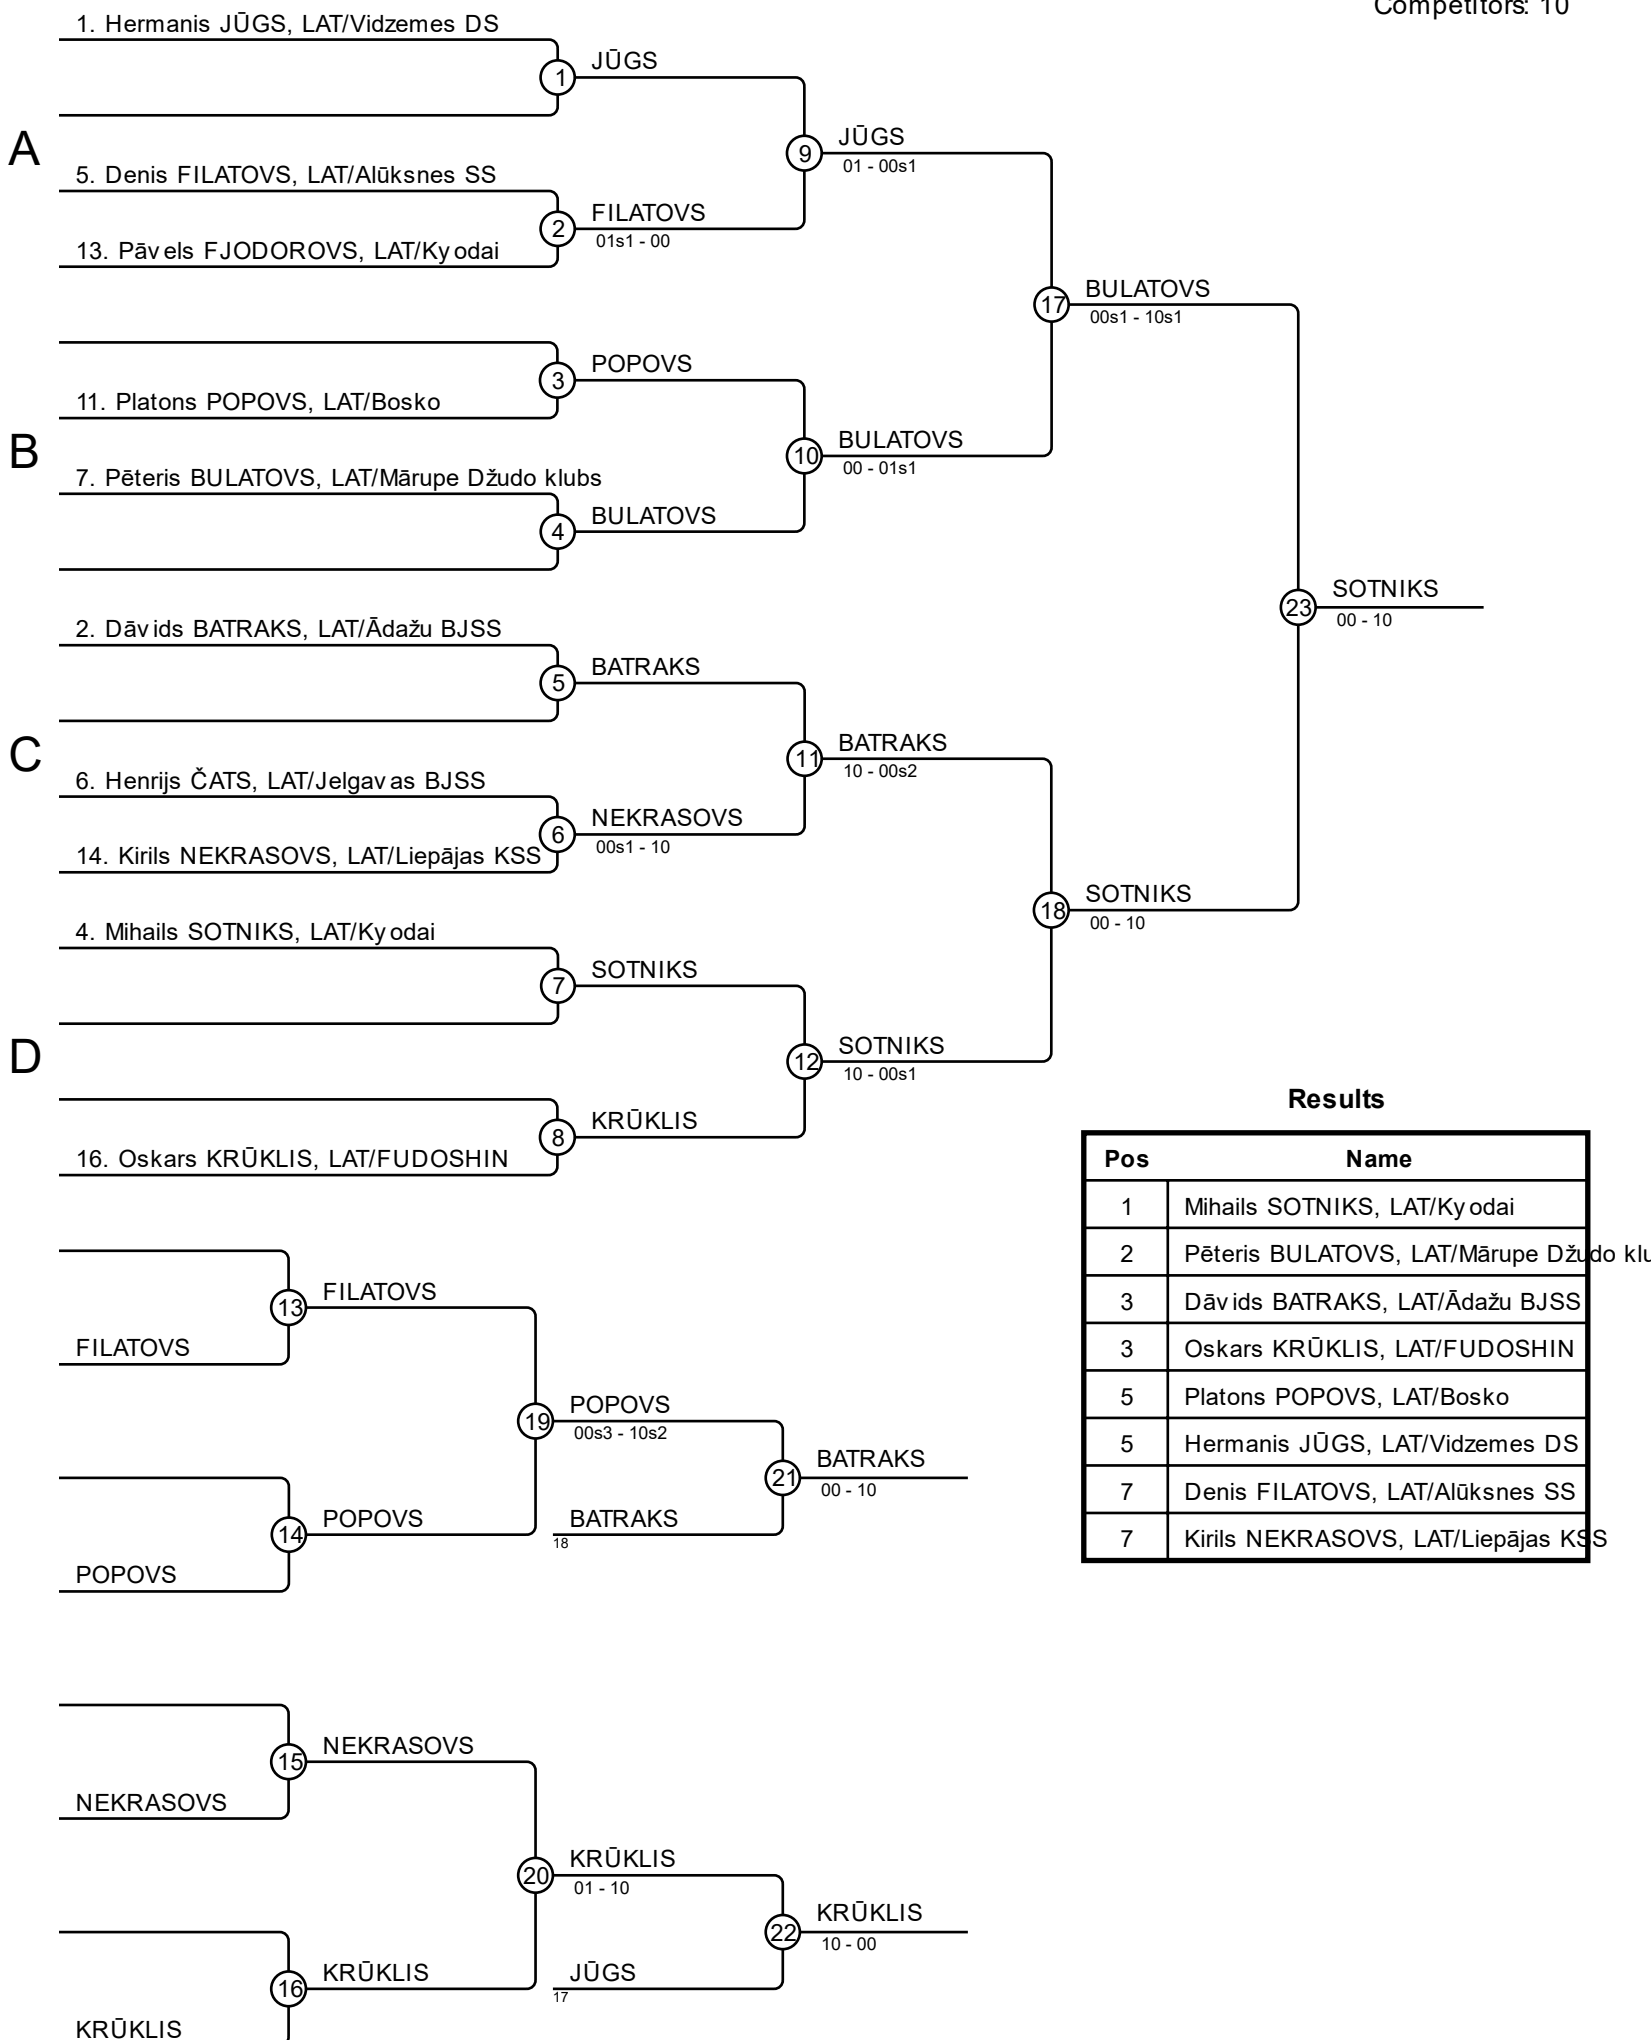 Competitors: 10
1. Hermanis JŪGS, LAT/Vidzemes DS
1
JŪGS
A
9
JŪGS
01 - 00s1
5. Denis FILATOVS, LAT/Alūksnes SS
2
FILATOVS
01s1 - 00
13. Pāvels FJODOROVS, LAT/Kyodai
17
BULATOVS
00s1 - 10s1
3
POPOVS
11. Platons POPOVS, LAT/Bosko
B
10
BULATOVS
00 - 01s1
7. Pēteris BULATOVS, LAT/Mārupe Džudo klubs
4
BULATOVS
23
SOTNIKS
00 - 10
2. Dāvids BATRAKS, LAT/Ādažu BJSS
5
BATRAKS
C
11
BATRAKS
10 - 00s2
6. Henrijs ČATS, LAT/Jelgavas BJSS
6
NEKRASOVS
00s1 - 10
14. Kirils NEKRASOVS, LAT/Liepājas KSS
18
SOTNIKS
00 - 10
4. Mihails SOTNIKS, LAT/Kyodai
7
SOTNIKS
D
12
SOTNIKS
10 - 00s1
8
KRŪKLIS
16. Oskars KRŪKLIS, LAT/FUDOSHIN
Results
Pos Name
1 Mihails SOTNIKS, LAT/Kyodai
2 Pēteris BULATOVS, LAT/Mārupe Džudo klu
3 Dāvids BATRAKS, LAT/Ādažu BJSS
3 Oskars KRŪKLIS, LAT/FUDOSHIN
5 Platons POPOVS, LAT/Bosko
5 Hermanis JŪGS, LAT/Vidzemes DS
7 Denis FILATOVS, LAT/Alūksnes SS
7 Kirils NEKRASOVS, LAT/Liepājas KSS
13
FILATOVS
FILATOVS
19
POPOVS
00s3 - 10s2
21
BATRAKS
00 - 10
14
POPOVS
BATRAKS
18
POPOVS
15
NEKRASOVS
NEKRASOVS
20
KRŪKLIS
01 - 10
22
KRŪKLIS
10 - 00
16
KRŪKLIS
JŪGS
17
KRŪKLIS